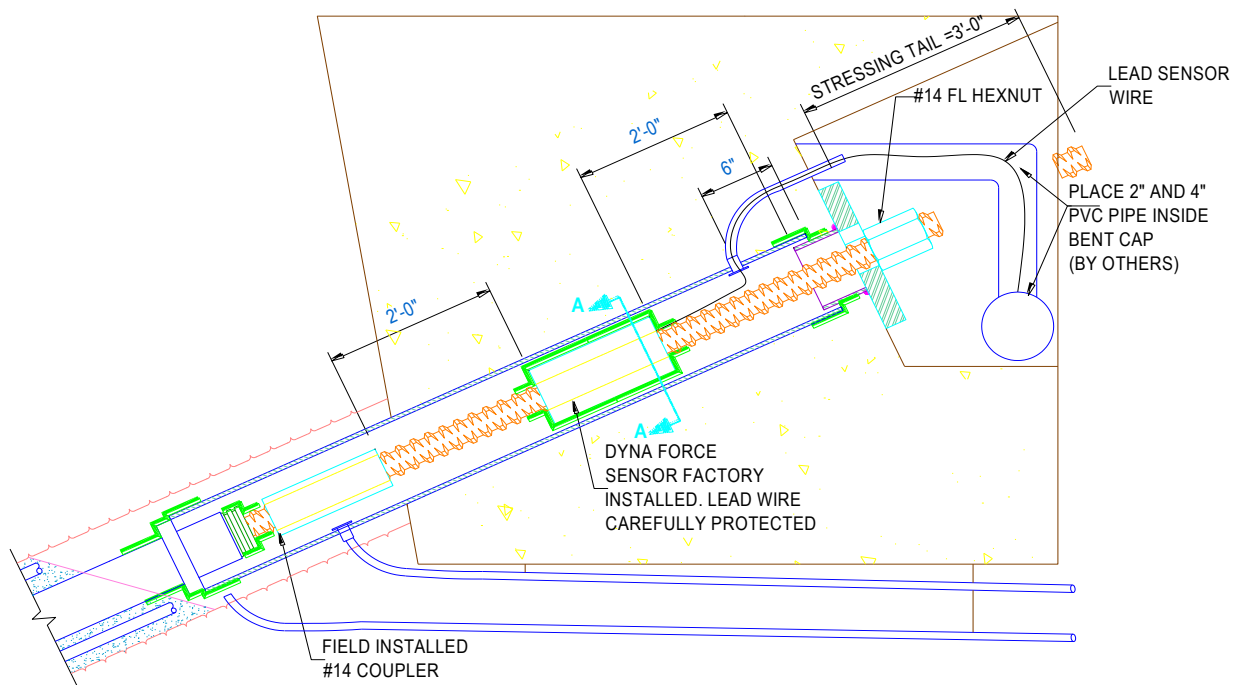 STRESSING TAIL =3'-0"
LEAD SENSOR
WIRE
#14 FL HEXNUT
2'-0"
6"
PLACE 2" AND 4"
PVC PIPE INSIDE
BENT CAP
(BY OTHERS)
A
2'-0"
A
DYNA FORCE
SENSOR FACTORY
INSTALLED. LEAD WIRE
CAREFULLY PROTECTED
FIELD INSTALLED
#14 COUPLER